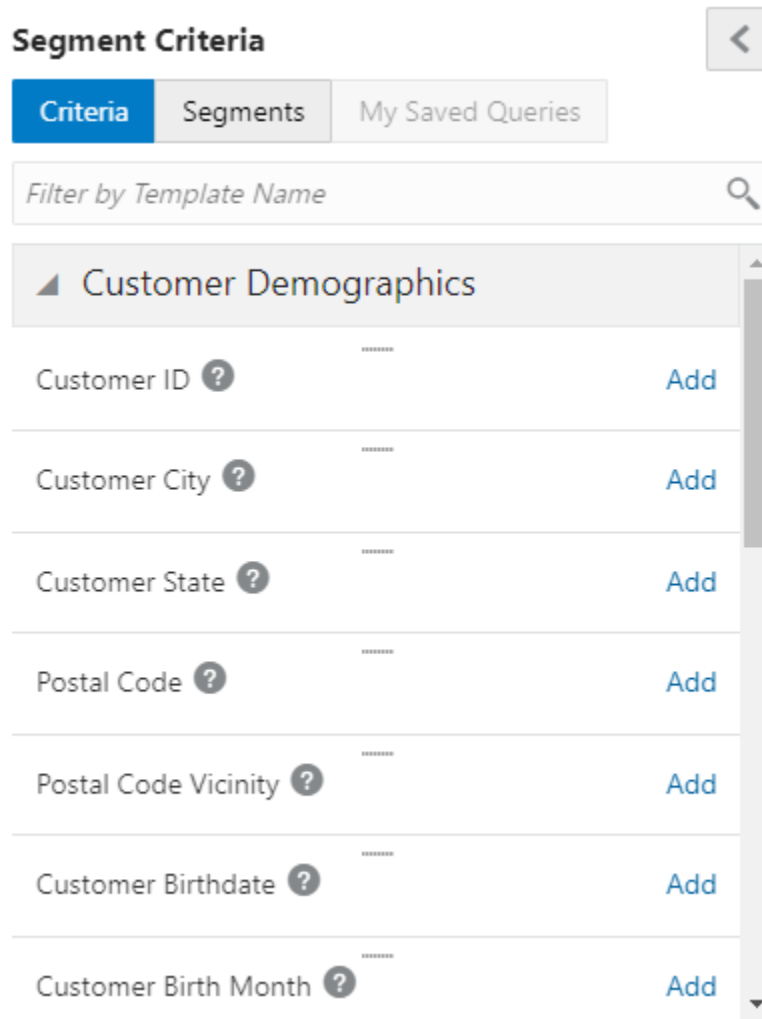 Segment Criteria
Criteria Segments My Saved Queries
Filter by Template Name
Customer Demographics
Customer ID ? Add
Customer City ? Add
Customer State ? Add
Postal Code ? Add
Postal Code Vicinity ? Add
Customer Birthdate ? Add
Customer Birth Month ? Add